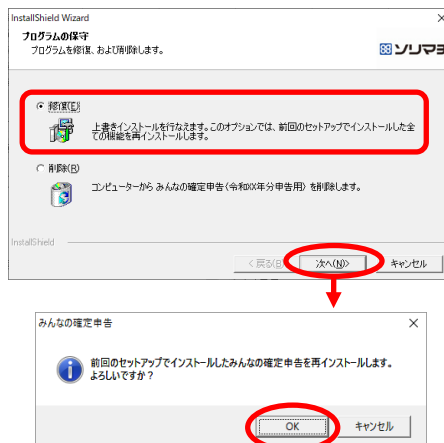 InstallShield Wizard
プログラムの保守
プログラムを修復、および削除します。
ソリマチ
修復(E)
上書きインストールを行なえます。このオプションでは、前回のセットアップでインストールした全
ての機能を再インストールします。
削除(R)
コンピューターから みんなの確定申告(令和XX年分申告用) を削除します。
InstallShield
< 戻る(B)
次へ(N)>
キャンセル
みんなの確定申告
前回のセットアップでインストールしたみんなの確定申告を再インストールします。
よろしいですか?
OK
キャンセル